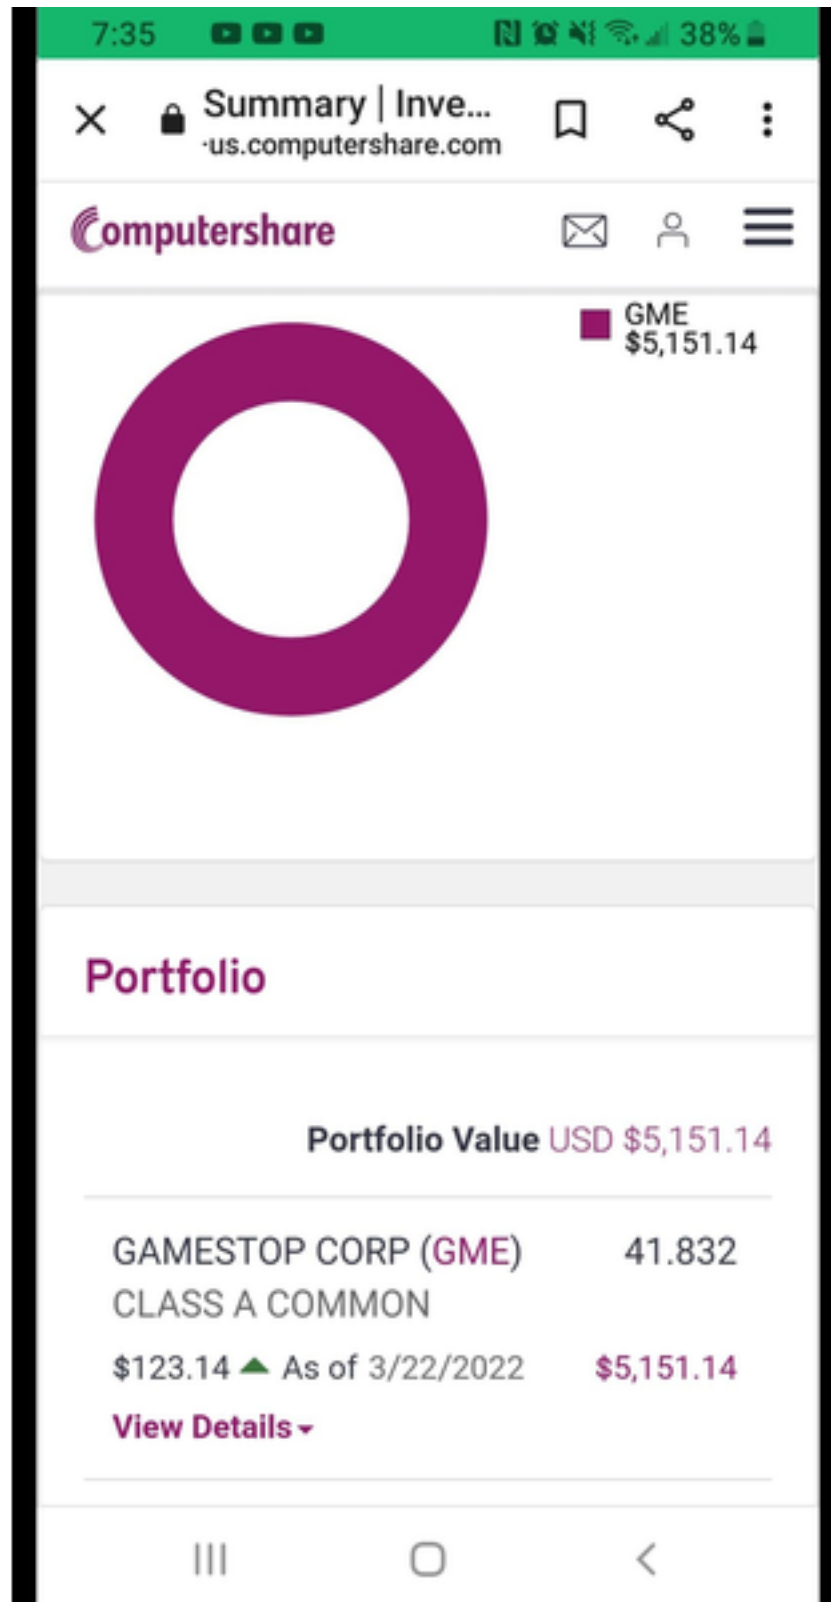 7:35 38%
Summary | Inve...
-us.computershare.com
Computershare
GME
$5,151.14
Portfolio
Portfolio Value USD $5,151.14
GAMESTOP CORP (GME) 41.832
CLASS A COMMON
$123.14 As of 3/22/2022 $5,151.14
View Details